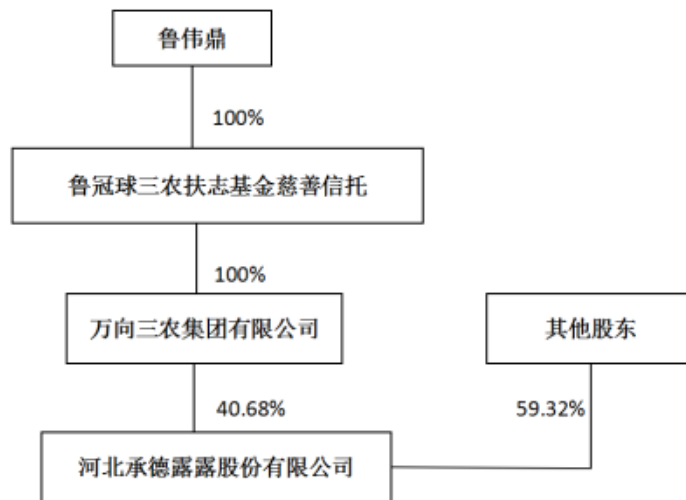 鲁伟鼎
100%
鲁冠球三农扶志基金慈善信托
100%
万向三农集团有限公司
其他股东
40.68%
59.32%
河北承德露露股份有限公司